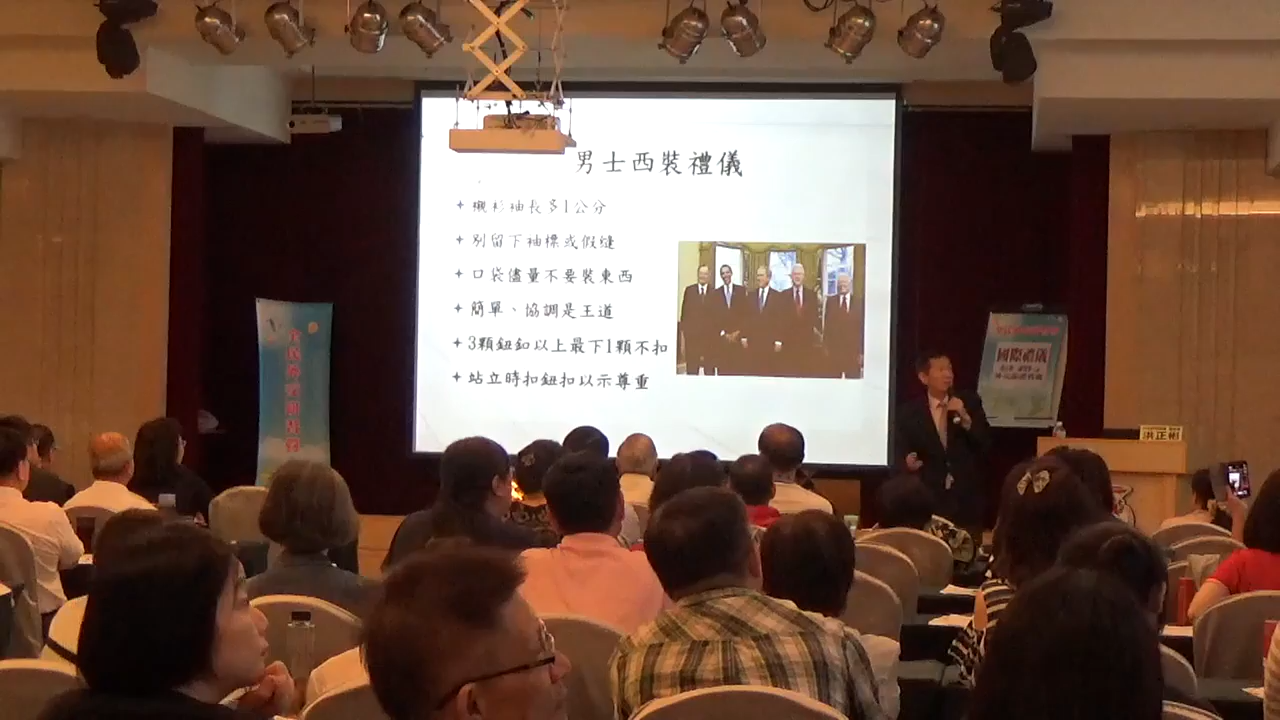 男士西裝禮儀
襯衫袖長多1公分
別留下袖標或假縫
口袋儘量不要裝東西
簡單、協調是王道
3顆鈕釦以上最下1顆不扣
站立時扣鈕扣以示尊重
國際禮儀
洪正彬